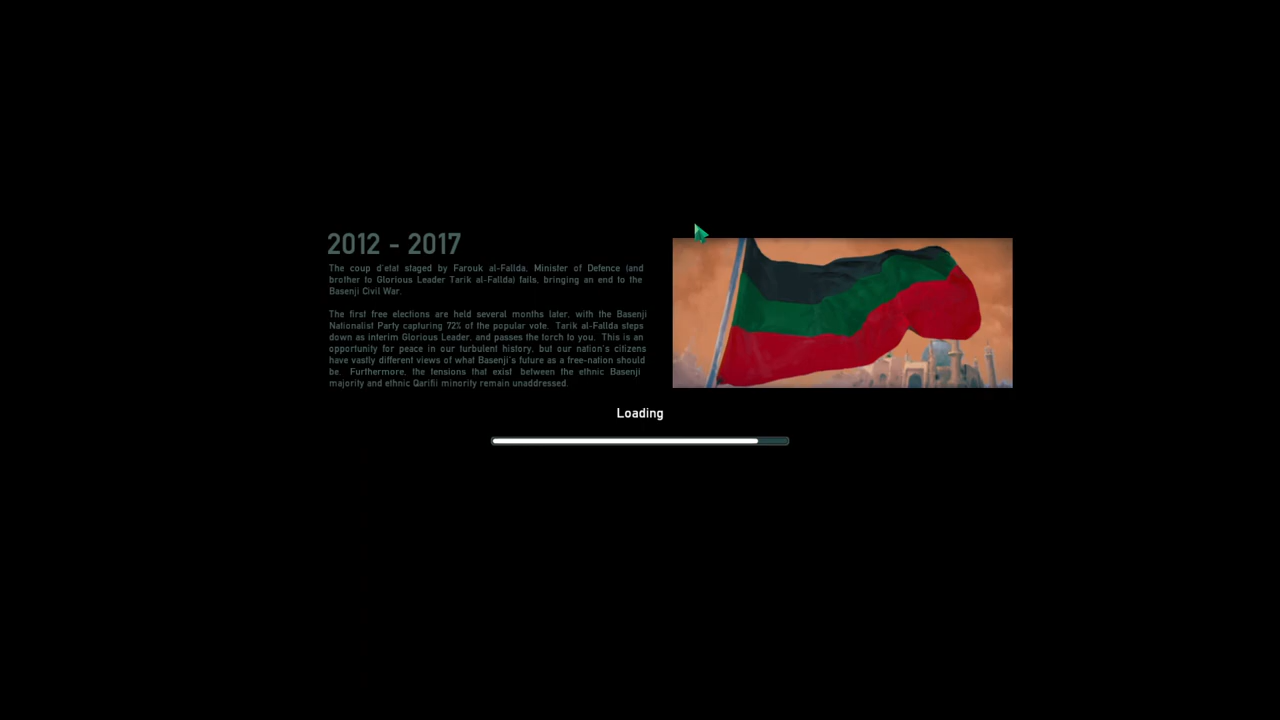 2012 - 2017
The coup d'etat staged by Farouk al-Fallda, Minister of Defence (and
brother to Glorious Leader Tarik al-Fallda) fails, bringing an end to the
Basenji Civil War.
The first free elections are held several months later, with the Basenji
Nationalist Party capturing 72% of the popular vote. Tarik al-Fallda steps
down as interim Glorious Leader, and passes the torch to you. This is an
opportunity for peace in our turbulent history, but our nation's citizens
have vastly different views of what Basenji's future as a free-nation should
be. Furthermore, the tensions that exist between the ethnic Basenji
majority and ethnic Qarifii minority remain unaddressed.
Loading